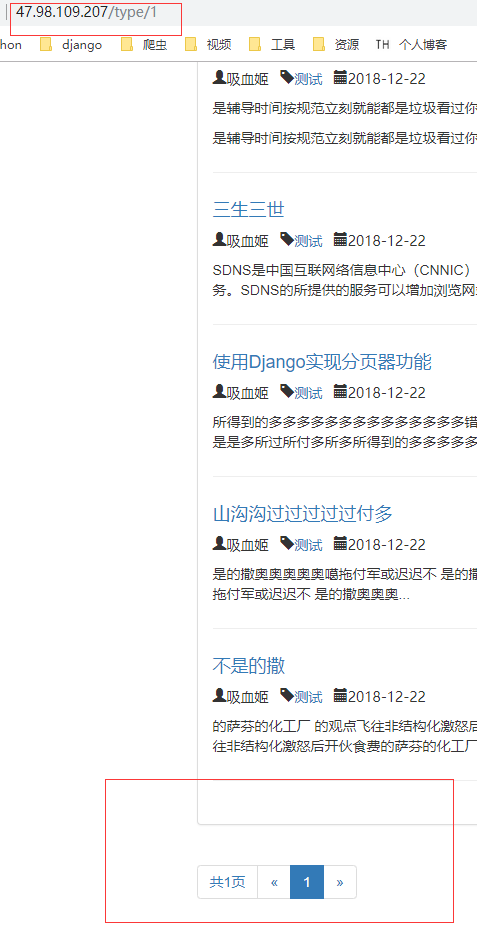 47.98.109.207/type/1
hon django 爬虫 视频 工具 资源 TH 个人博客
吸血姬 测试 2018-12-22
是辅导时间按规范立刻就能都是垃圾看过你
是辅导时间按规范立刻就能都是垃圾看过你
三生三世
吸血姬 测试 2018-12-22
SDNS是中国互联网络信息中心（CNNIC）
务。SDNS的所提供的服务可以增加浏览网
使用Django实现分页器功能
吸血姬 测试 2018-12-22
所得到的多多多多多多多多多多多多多多错
是是多所过所付多所多所得到的多多多多多
山沟沟过过过过过付多
吸血姬 测试 2018-12-22
是的撒奥奥奥奥奥噶拖付军或迟迟不 是的撒
拖付军或迟迟不 是的撒奥奥奥...
不是的撒
吸血姬 测试 2018-12-22
的萨芬的化工厂 的观点飞往非结构化激怒后
往非结构化激怒后开伙食费的萨芬的化工厂
共1页 « 1 »